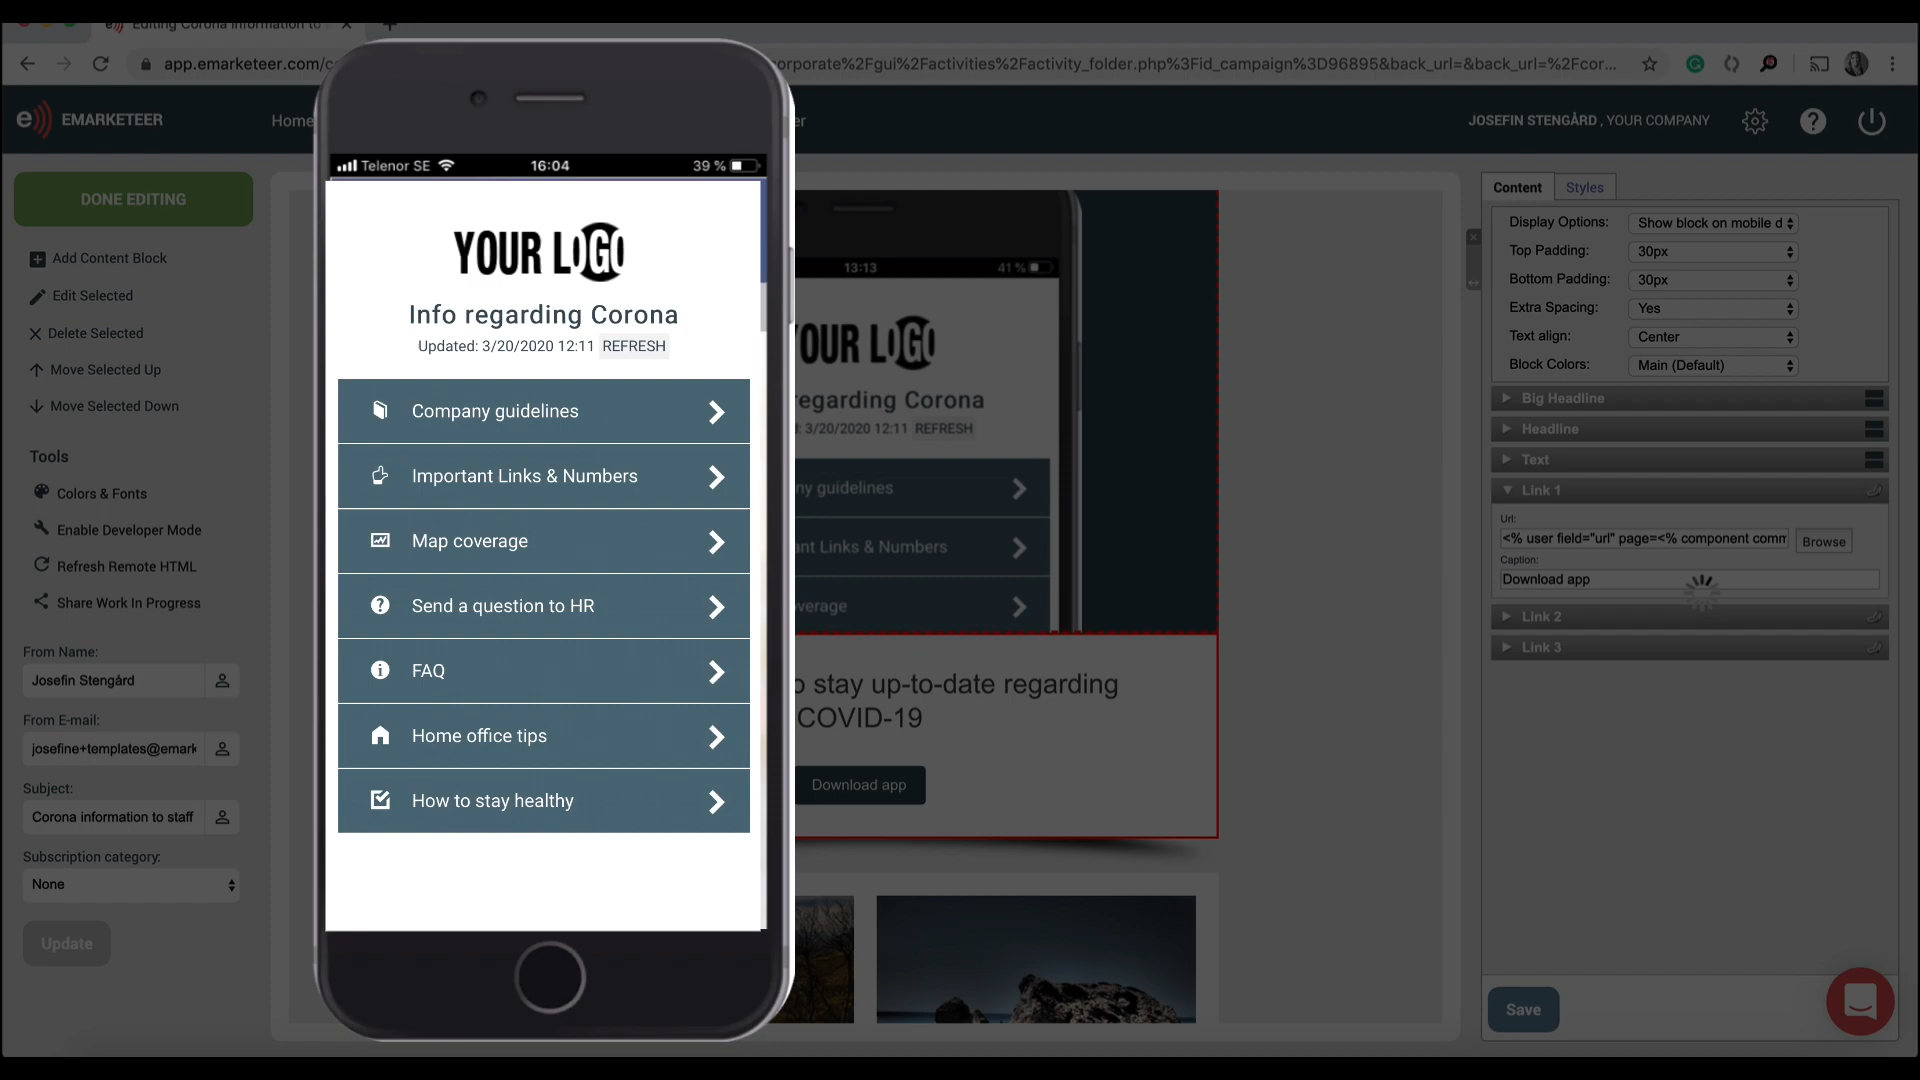 Editing Corona information to
app.emarketeer.com/c
orporate%2Fgui%2Factivities%2Factivity_folder.php%3Fid_campaign%3D96895&back_url=&back_url=%2Fcor...
e))) EMARKETEER
Home
er
JOSEFIN STENGÅRD , YOUR COMPANY
DONE EDITING
Add Content Block
Edit Selected
Delete Selected
Move Selected Up
Move Selected Down
Tools
Colors & Fonts
Enable Developer Mode
Refresh Remote HTML
Share Work In Progress
From Name:
Josefin Stengård
From E-mail:
josefine+templates@emark
Subject:
Corona information to staff
Subscription category:
None
Update
Telenor SE 16:04 39 %
YOUR LOGO
Info regarding Corona
Updated: 3/20/2020 12:11 REFRESH
Company guidelines
Important Links & Numbers
Map coverage
Send a question to HR
FAQ
Home office tips
How to stay healthy
13:13 41 %
OUR LOGO
egarding Corona
: 3/20/2020 12:11 REFRESH
ny guidelines
ant Links & Numbers
verage
o stay up-to-date regarding
COVID-19
Download app
Content Styles
Display Options: Show block on mobile d
Top Padding: 30px
Bottom Padding: 30px
Extra Spacing: Yes
Text align: Center
Block Colors: Main (Default)
Big Headline
Headline
Text
Link 1
Url:
<% user field="url" page=<% component comm
Browse
Caption:
Download app
Link 2
Link 3
Save